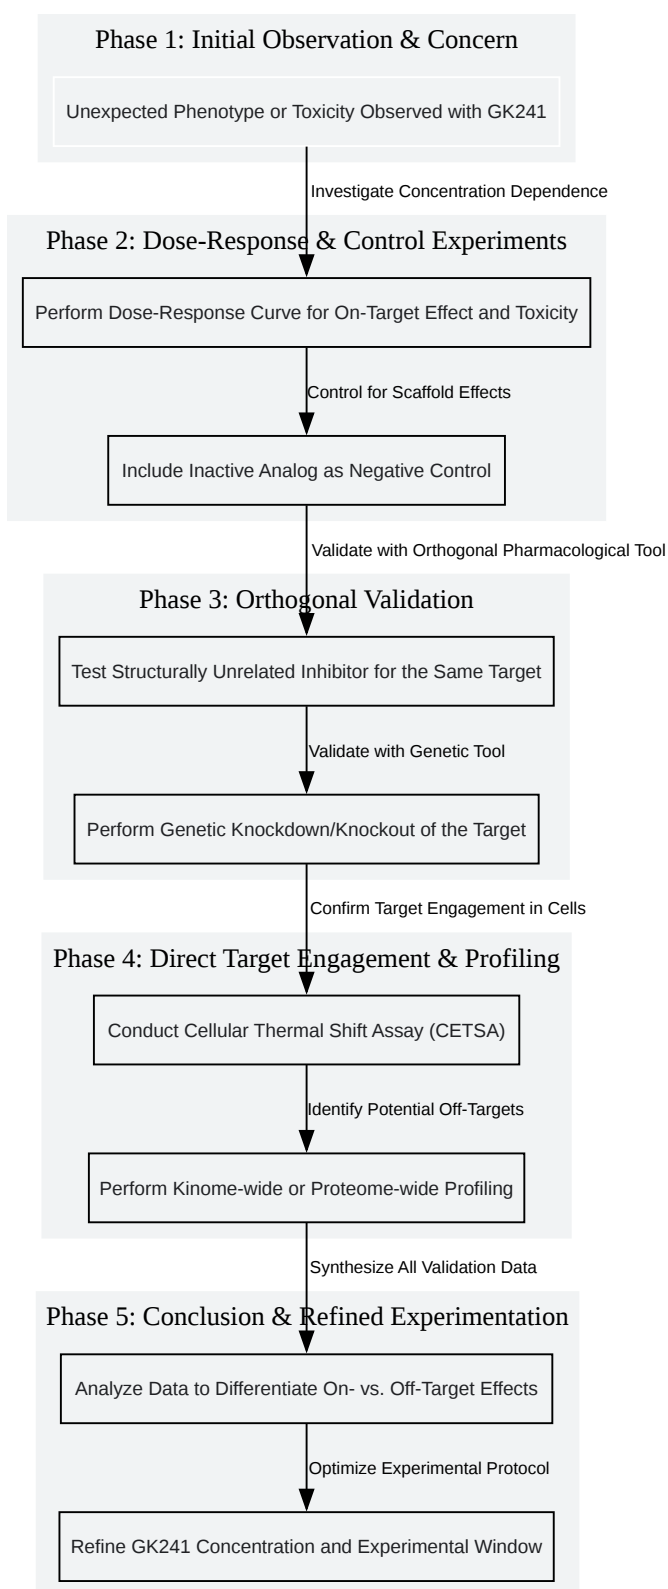 Phase 1: Initial Observation & Concern
Unexpected Phenotype or Toxicity Observed with GK241
Investigate Concentration Dependence
Phase 2: Dose-Response & Control Experiments
Perform Dose-Response Curve for On-Target Effect and Toxicity
Control for Scaffold Effects
Include Inactive Analog as Negative Control
Validate with Orthogonal Pharmacological Tool
Phase 3: Orthogonal Validation
Test Structurally Unrelated Inhibitor for the Same Target
Validate with Genetic Tool
Perform Genetic Knockdown/Knockout of the Target
Confirm Target Engagement in Cells
Phase 4: Direct Target Engagement & Profiling
Conduct Cellular Thermal Shift Assay (CETSA)
Identify Potential Off-Targets
Perform Kinome-wide or Proteome-wide Profiling
Synthesize All Validation Data
Phase 5: Conclusion & Refined Experimentation
Analyze Data to Differentiate On- vs. Off-Target Effects
Optimize Experimental Protocol
Refine GK241 Concentration and Experimental Window